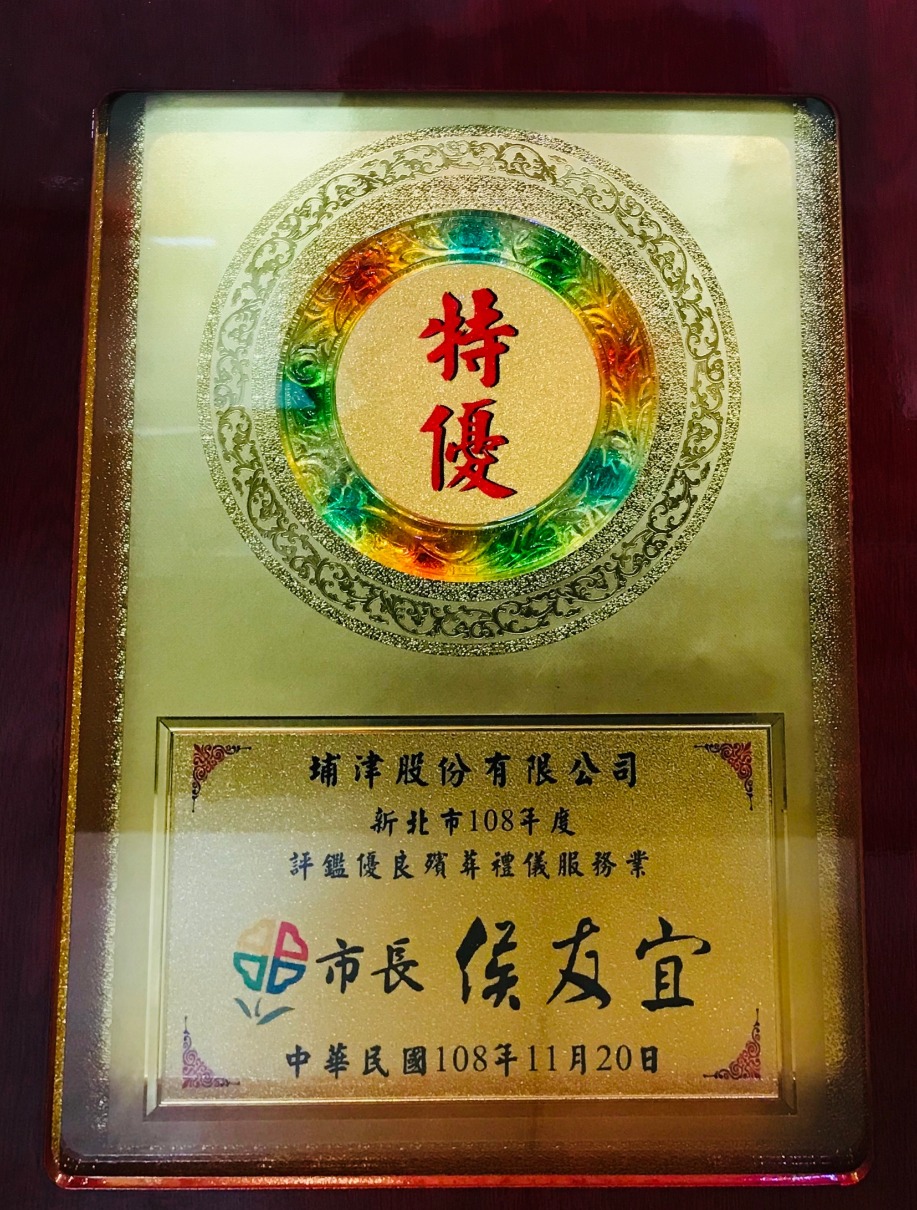 特
優
埔津股份有限公司
新北市108年度
評鑑優良殯葬禮儀服務業
市長 侯友宜
中華民國108年11月20日